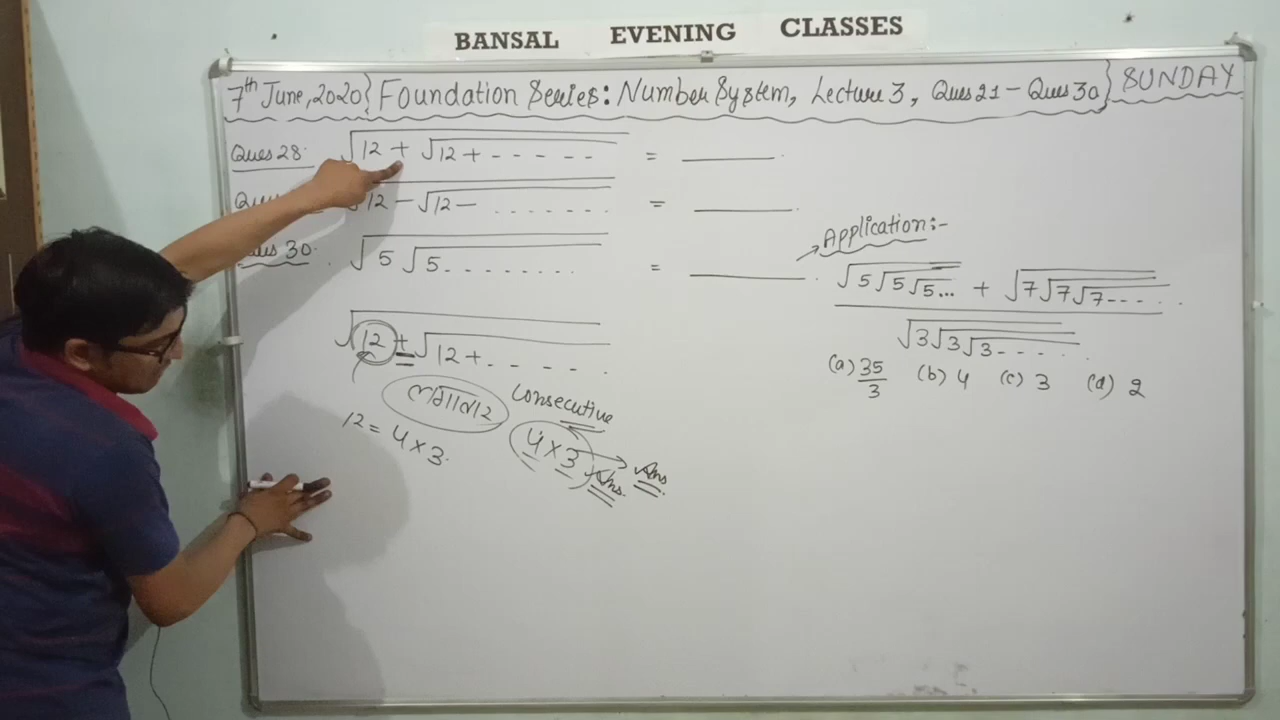 BANSAL EVENING CLASSES
7th June, 2020} Foundation Series: Number System, Lecture 3, Ques 21 - Ques 30} SUNDAY
Ques 28. √12 + √12 + - - - - - = ______
√12 - √12 - . . . . . . . = ______
Ques 30. √5 √5 . . . . . . . . = ______
Application:-
√5√5√5... + √7√7√7- - - - .
√3√3√3- - - . .
(a) 35/3 (b) 4 (c) 3 (d) 2
√12 + √12 + . - - - - .
Consecutive
12 = 4 × 3.
4 × 3 Ans.
Ans.